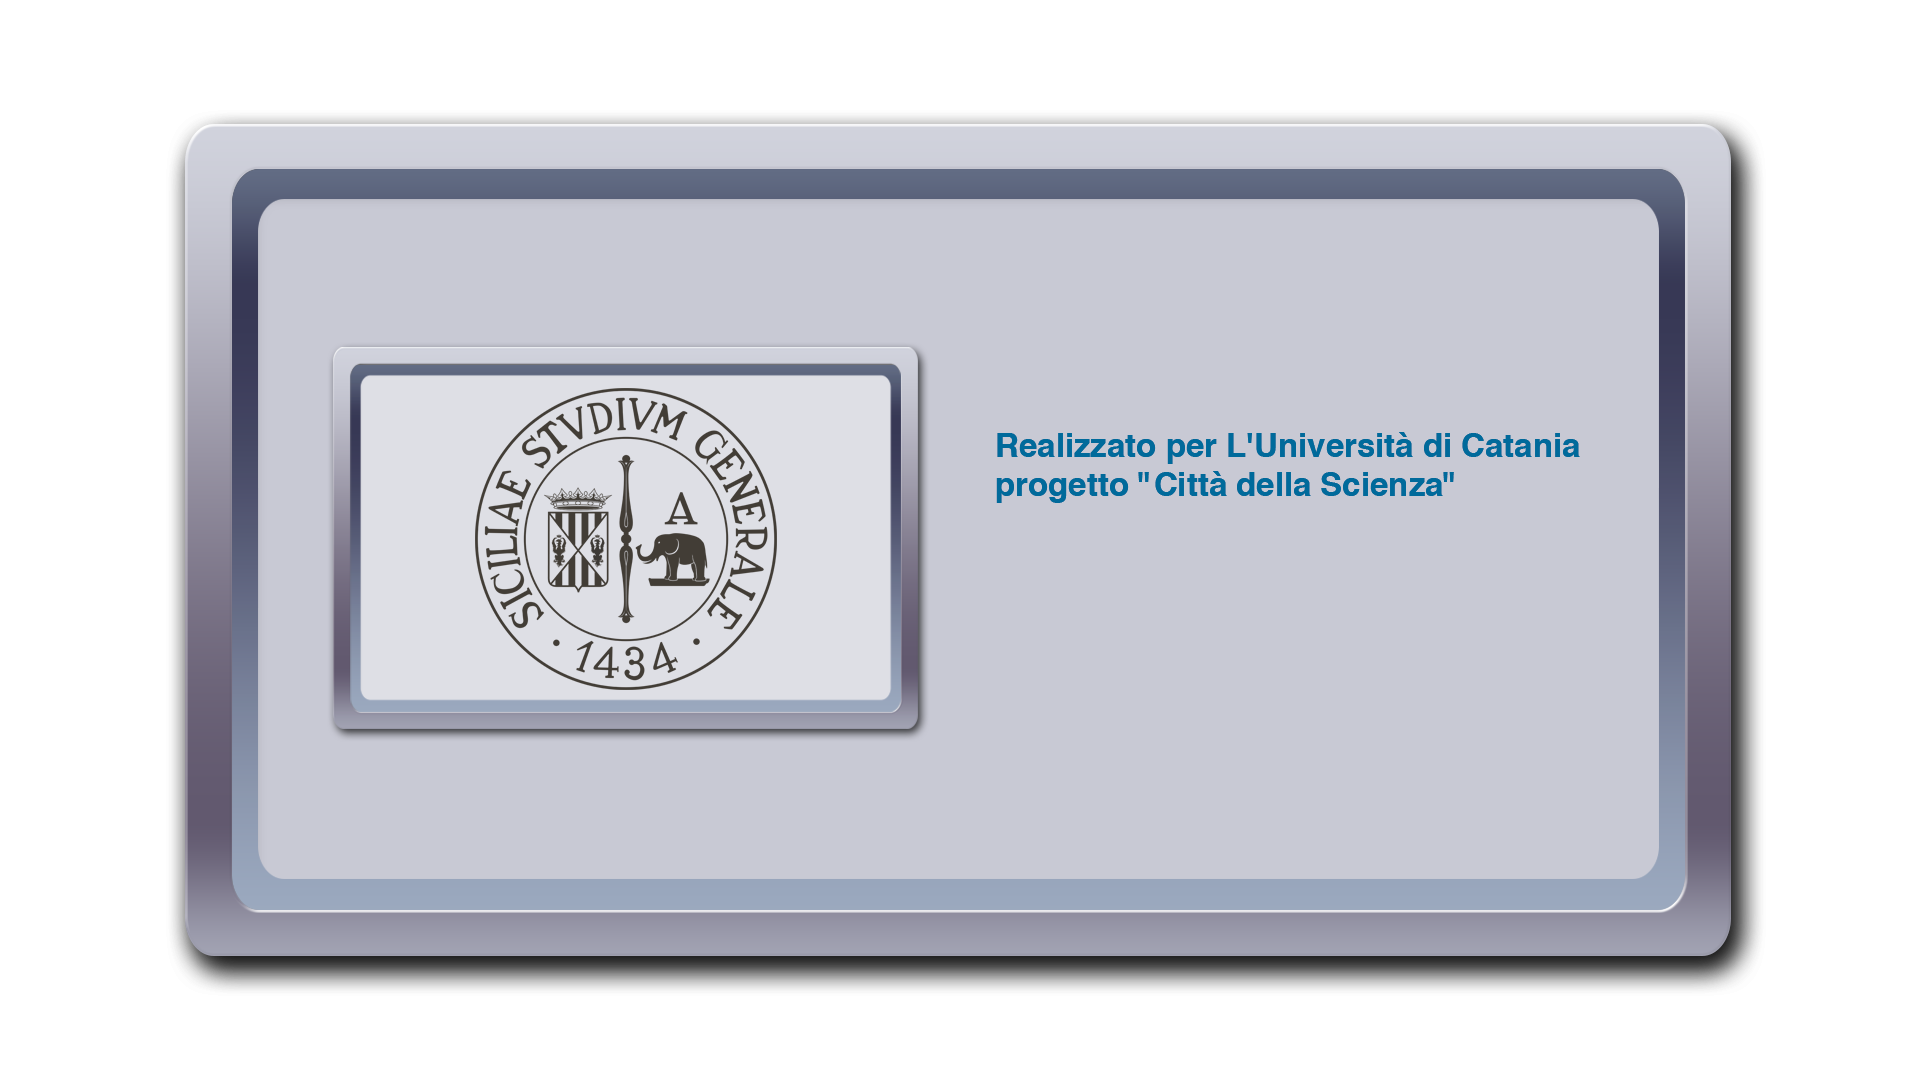 SICILIAE STVDIVM GENERALE
· 1434 ·
A
Realizzato per L'Università di Catania
progetto "Città della Scienza"